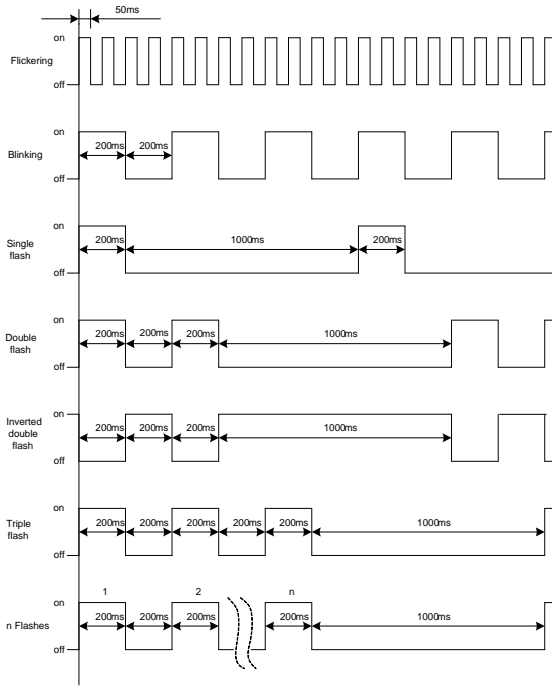 50ms
on
Flickering
off
on
Blinking
200ms 200ms
off
on
Single
flash
200ms 1000ms 200ms
off
on
Double
flash
200ms 200ms 200ms 1000ms
off
on
Inverted
double
flash
200ms 200ms 200ms 1000ms
off
on
Triple
flash
200ms 200ms 200ms 200ms 200ms 1000ms
off
1 2 n
on
n Flashes
200ms 200ms 200ms 200ms 1000ms
off